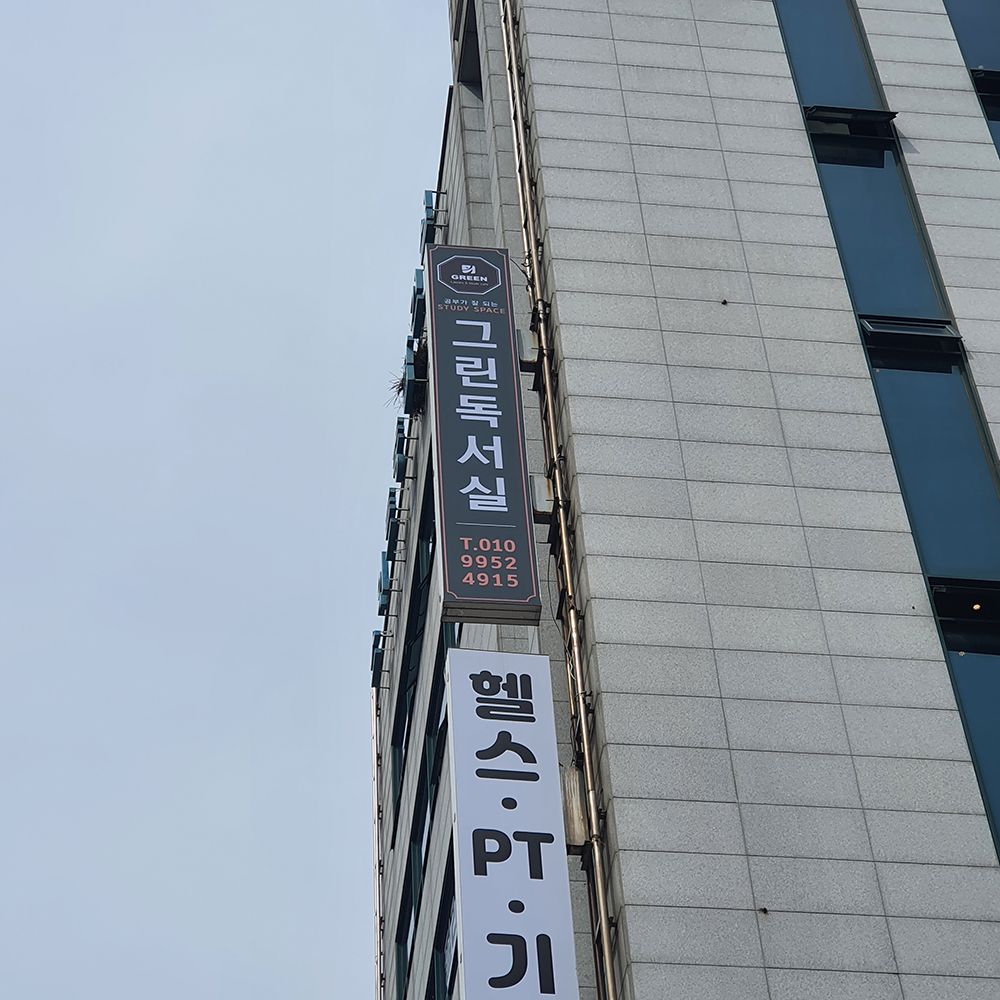 GREEN
공부가 잘 되는
STUDY SPACE
그린독서실
T.010
9952
4915
헬스·PT·기